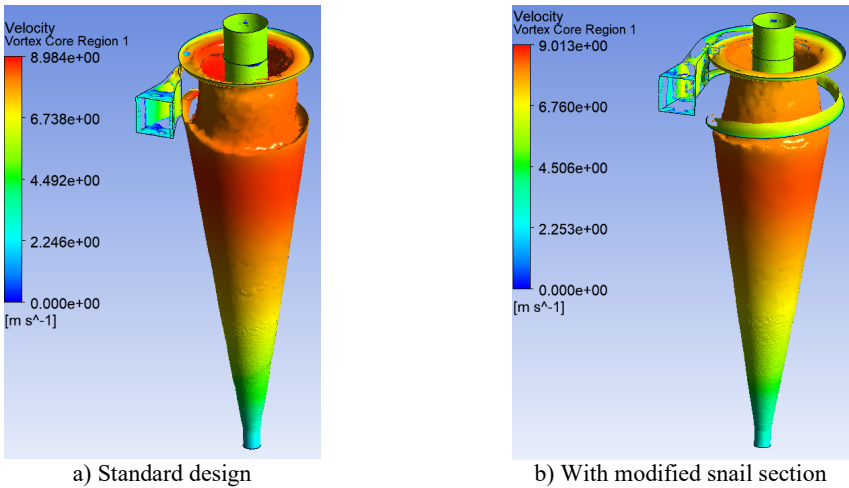 Velocity
Vortex Core Region 1
8.984e+00
6.738e+00
4.492e+00
2.246e+00
0.000e+00
[m s^-1]
a) Standard design
Velocity
Vortex Core Region 1
9.013e+00
6.760e+00
4.506e+00
2.253e+00
0.000e+00
[m s^-1]
b) With modified snail section